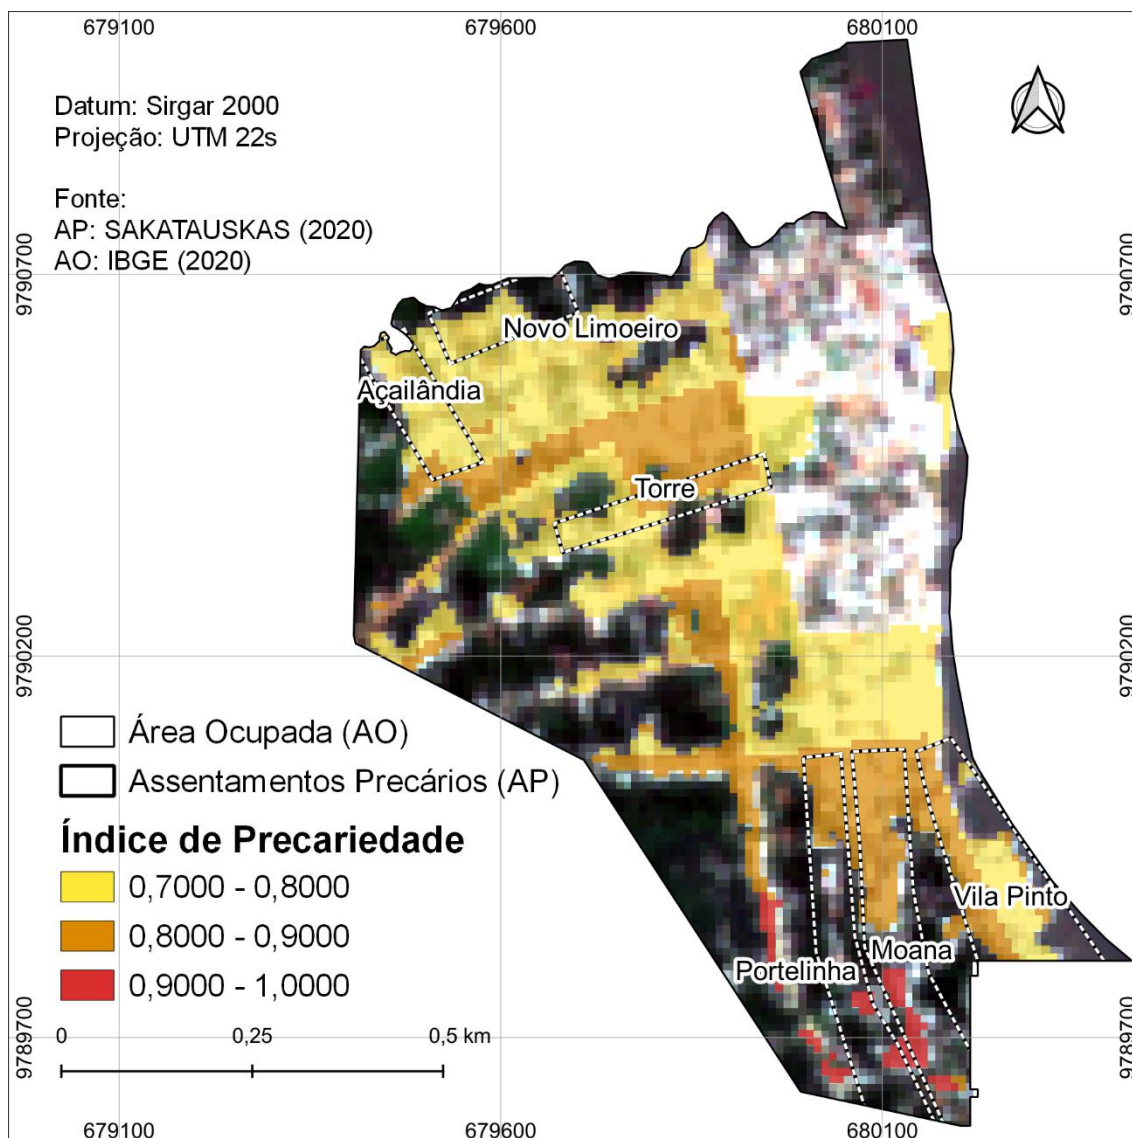 679100 679600 680100
Datum: Sirgar 2000
Projeção: UTM 22s
Fonte:
AP: SAKATAUSKAS (2020)
AO: IBGE (2020)
9790700 9790700
Novo Limoeiro
Açailândia
Torre
9790200 9790200
Área Ocupada (AO)
Assentamentos Precários (AP)
Índice de Precariedade
0,7000 - 0,8000
0,8000 - 0,9000
0,9000 - 1,0000
Vila Pinto
Moana
Portelinha
0 0,25 0,5 km
9789700 9789700
679100 679600 680100